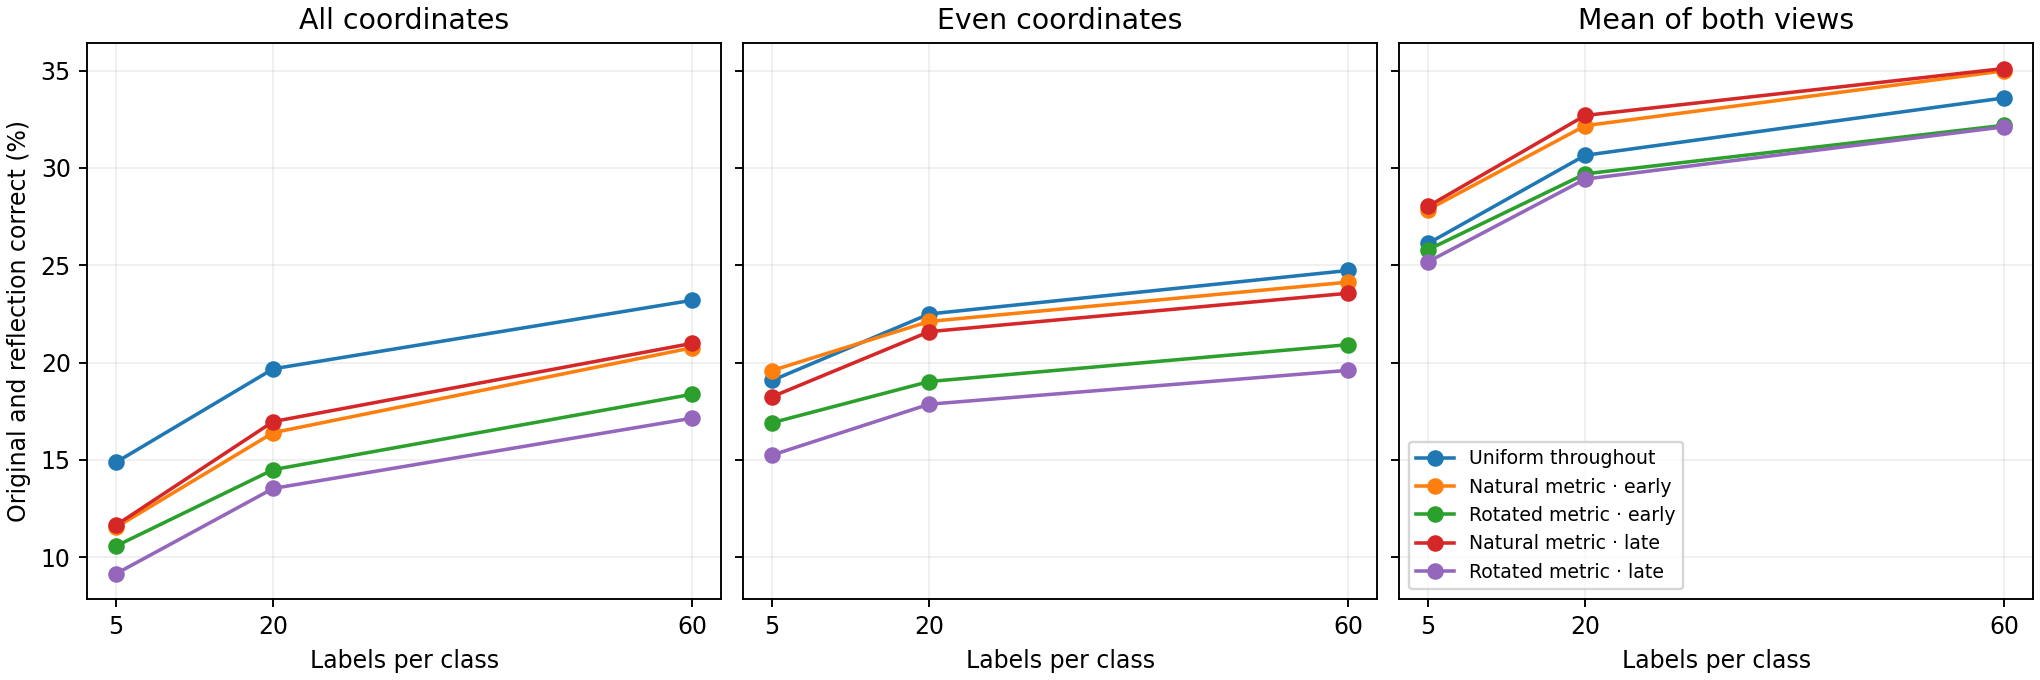 All coordinates
Even coordinates
Mean of both views
Original and reflection correct (%)
35
30
25
20
15
10
5
20
60
5
20
60
5
20
60
Labels per class
Labels per class
Labels per class
Uniform throughout
Natural metric · early
Rotated metric · early
Natural metric · late
Rotated metric · late